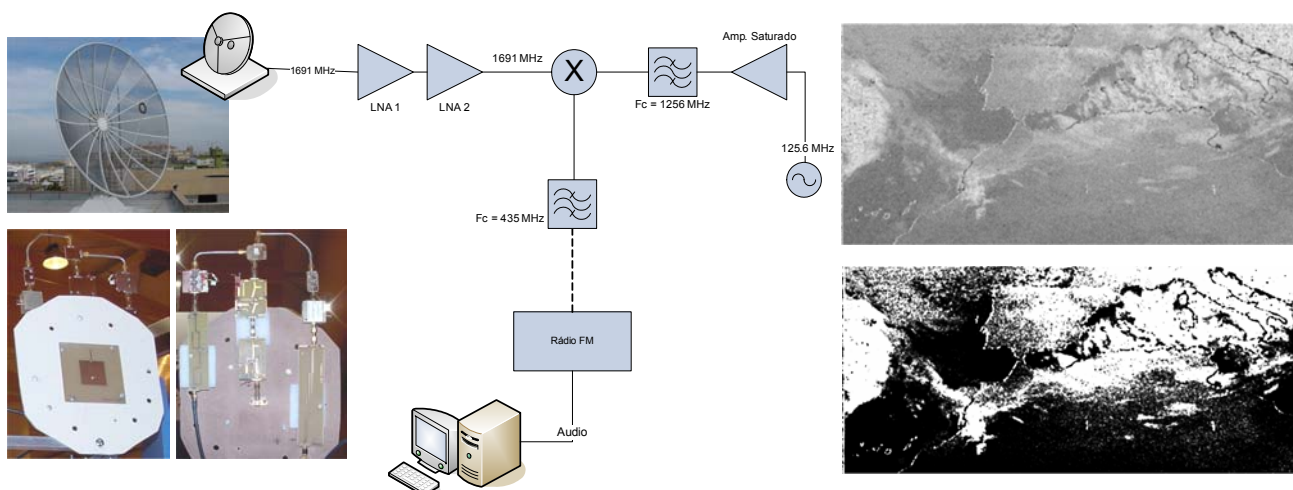 Amp. Saturado
1691 MHz
1691 MHz
X
LNA 1
LNA 2
Fc = 1256 MHz
125.6 MHz
Fc = 435 MHz
Rádio FM
Audio